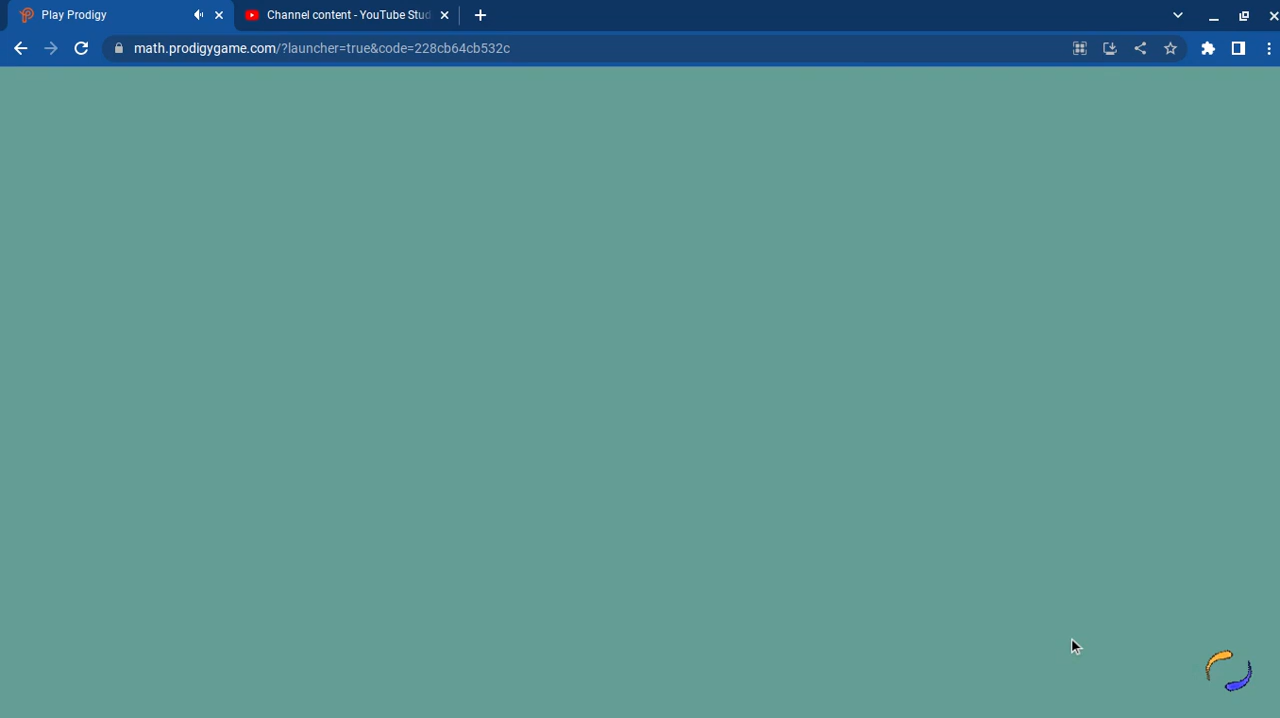 Play Prodigy
Channel content - YouTube Stud
math.prodigygame.com/?launcher=true&code=228cb64cb532c